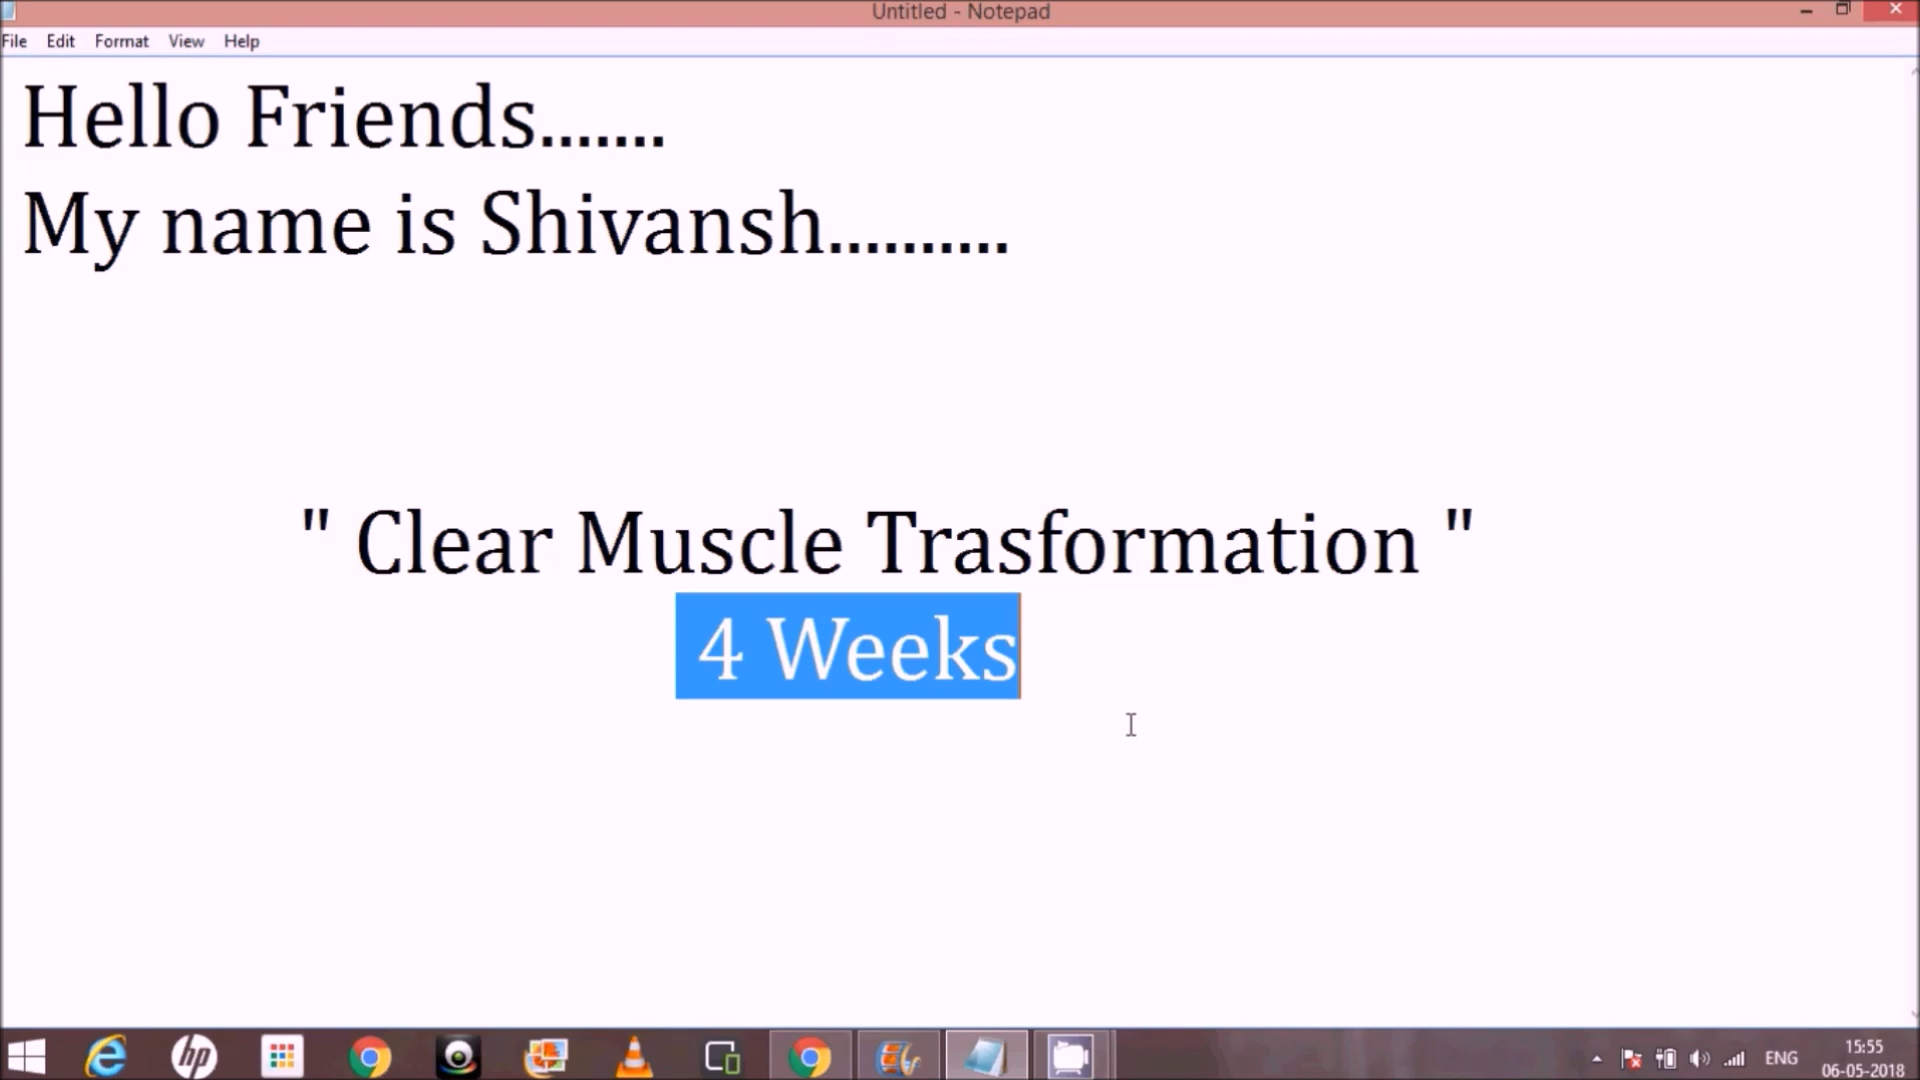 Untitled - Notepad
File Edit Format View Help
Hello Friends.......
My name is Shivansh..........
" Clear Muscle Trasformation "
4 Weeks
hp
ENG
15:55
06-05-2018